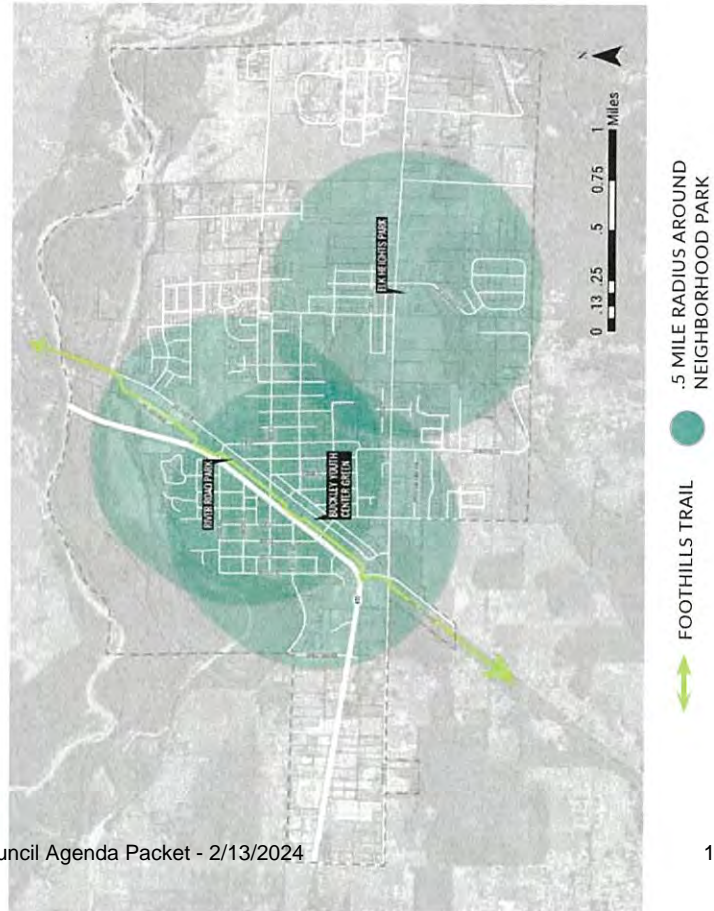 RIVER ROAD PARK
BUCKLEY YOUTH
CENTER GREEN
ELK HEIGHTS PARK
N
0 .13 .25 .5 0.75 1
Miles
FOOTHILLS TRAIL
.5 MILE RADIUS AROUND
NEIGHBORHOOD PARK
uncil Agenda Packet - 2/13/2024
1